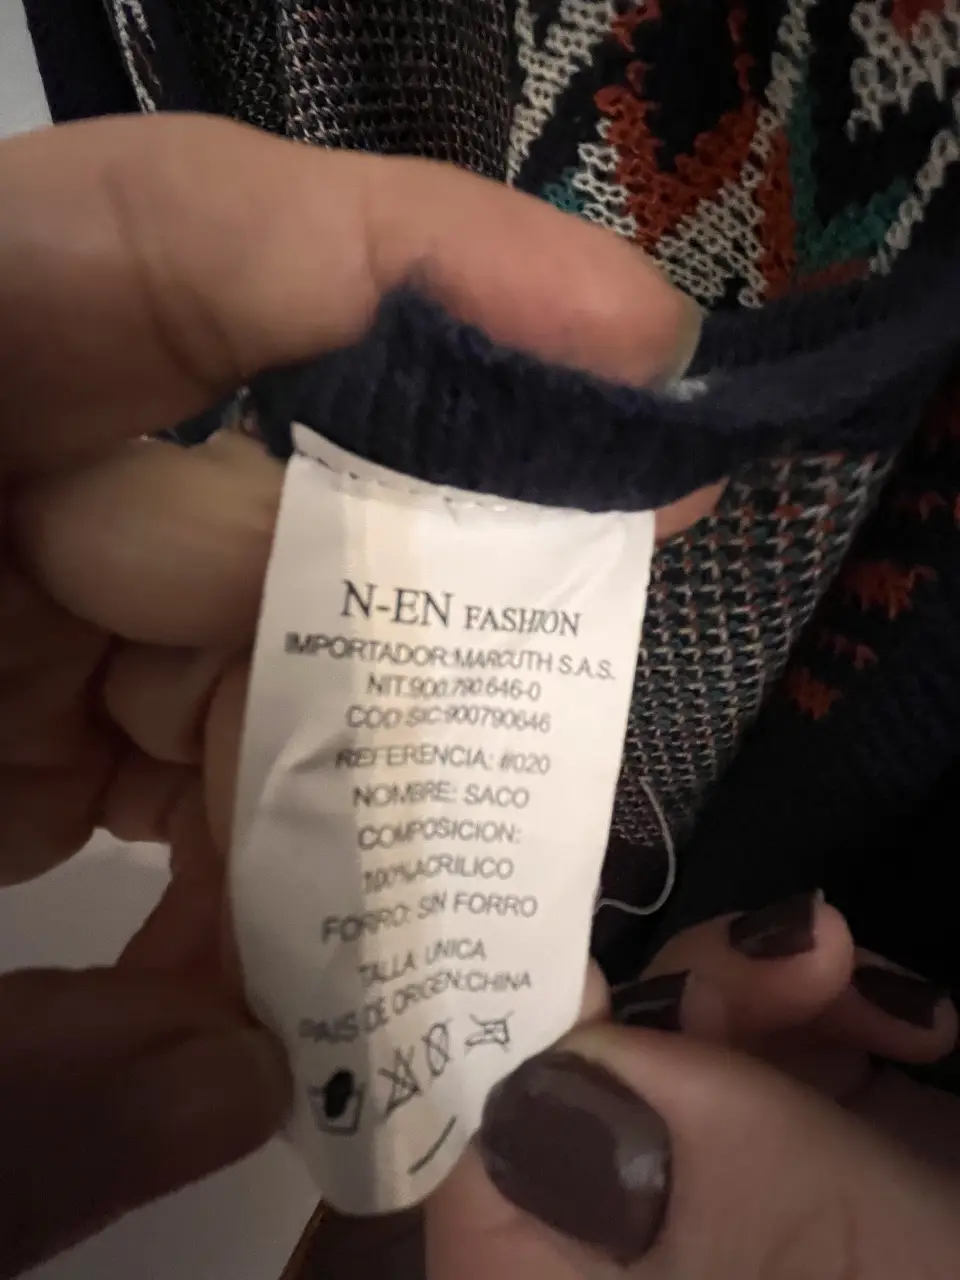 N-EN FASHION
IMPORTADOR:MARCUTH S.A.S.
NIT:900.790.646-0
COD SIC:900790646
REFERENCIA: #020
NOMBRE: SACO
COMPOSICION:
100%ACRILICO
FORRO: SIN FORRO
TALLA UNICA
PAIS DE ORIGEN:CHINA